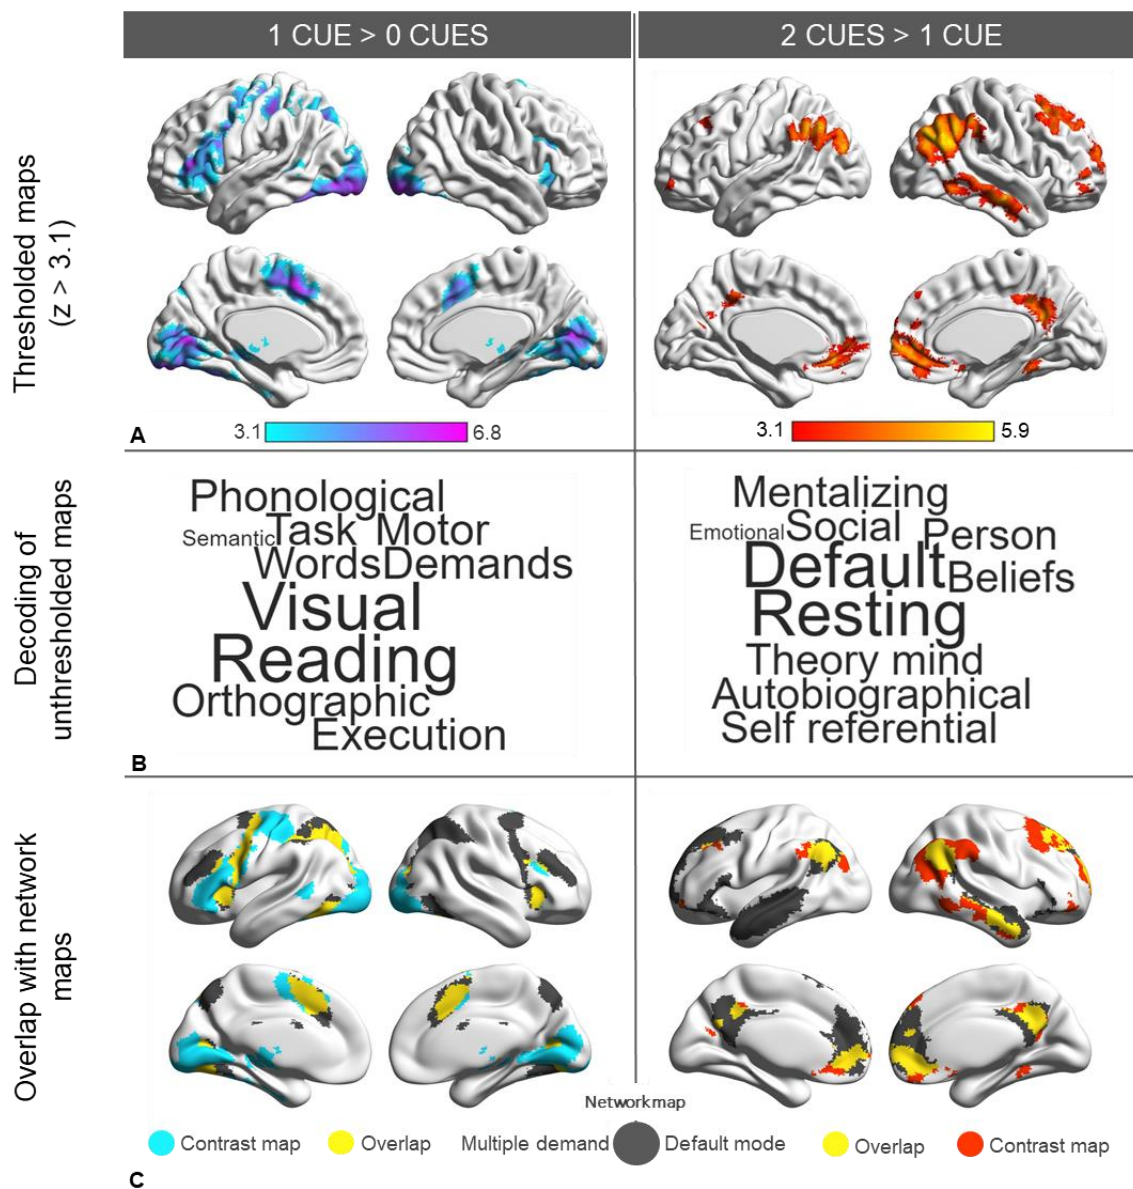 1 CUE > 0 CUES
2 CUES > 1 CUE
Thresholded maps
(z > 3.1)
3.1
6.8
3.1
5.9
A
Decoding of
unthresholded maps
Phonological
Semantic Task Motor
Words Demands
Visual
Reading
Orthographic
Execution
Mentalizing
Emotional Social Person
Default Beliefs
Resting
Theory mind
Autobiographical
Self referential
B
Overlap with network
maps
Network map
Contrast map
Overlap
Multiple demand
Default mode
Overlap
Contrast map
C